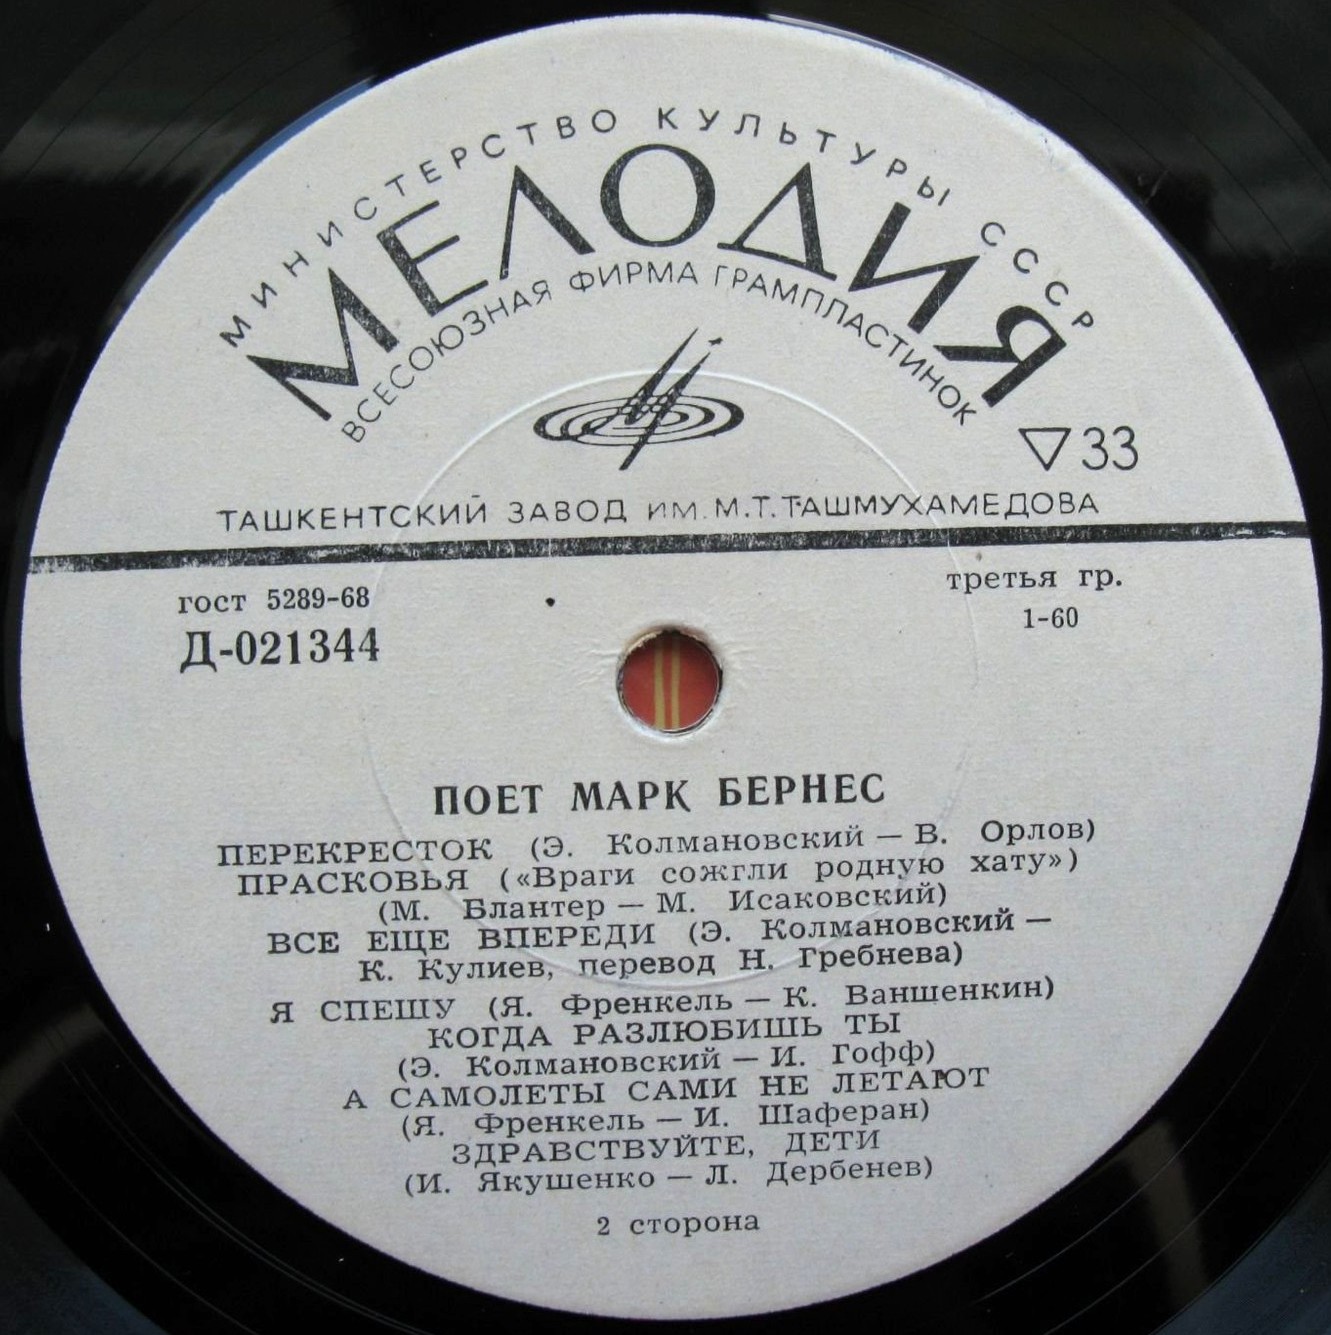 МИНИСТЕРСТВО КУЛЬТУРЫ СССР
МЕЛОДИЯ
ВСЕСОЮЗНАЯ ФИРМА ГРАМПЛАСТИНОК
▽33
ТАШКЕНТСКИЙ ЗАВОД ИМ. М.Т.ТАШМУХАМЕДОВА
гост 5289-68
третья гр.
Д-021344
1-60
ПОЕТ МАРК БЕРНЕС
ПЕРЕКРЕСТОК (Э. Колмановский — В. Орлов)
ПРАСКОВЬЯ («Враги сожгли родную хату»)
(М. Блантер — М. Исаковский)
ВСЕ ЕЩЕ ВПЕРЕДИ (Э. Колмановский —
К. Кулиев, перевод Н. Гребнева)
Я СПЕШУ (Я. Френкель — К. Ваншенкин)
КОГДА РАЗЛЮБИШЬ ТЫ
(Э. Колмановский — И. Гофф)
А САМОЛЕТЫ САМИ НЕ ЛЕТАЮТ
(Я. Френкель — И. Шаферан)
ЗДРАВСТВУЙТЕ, ДЕТИ
(И. Якушенко — Л. Дербенев)
2 сторона